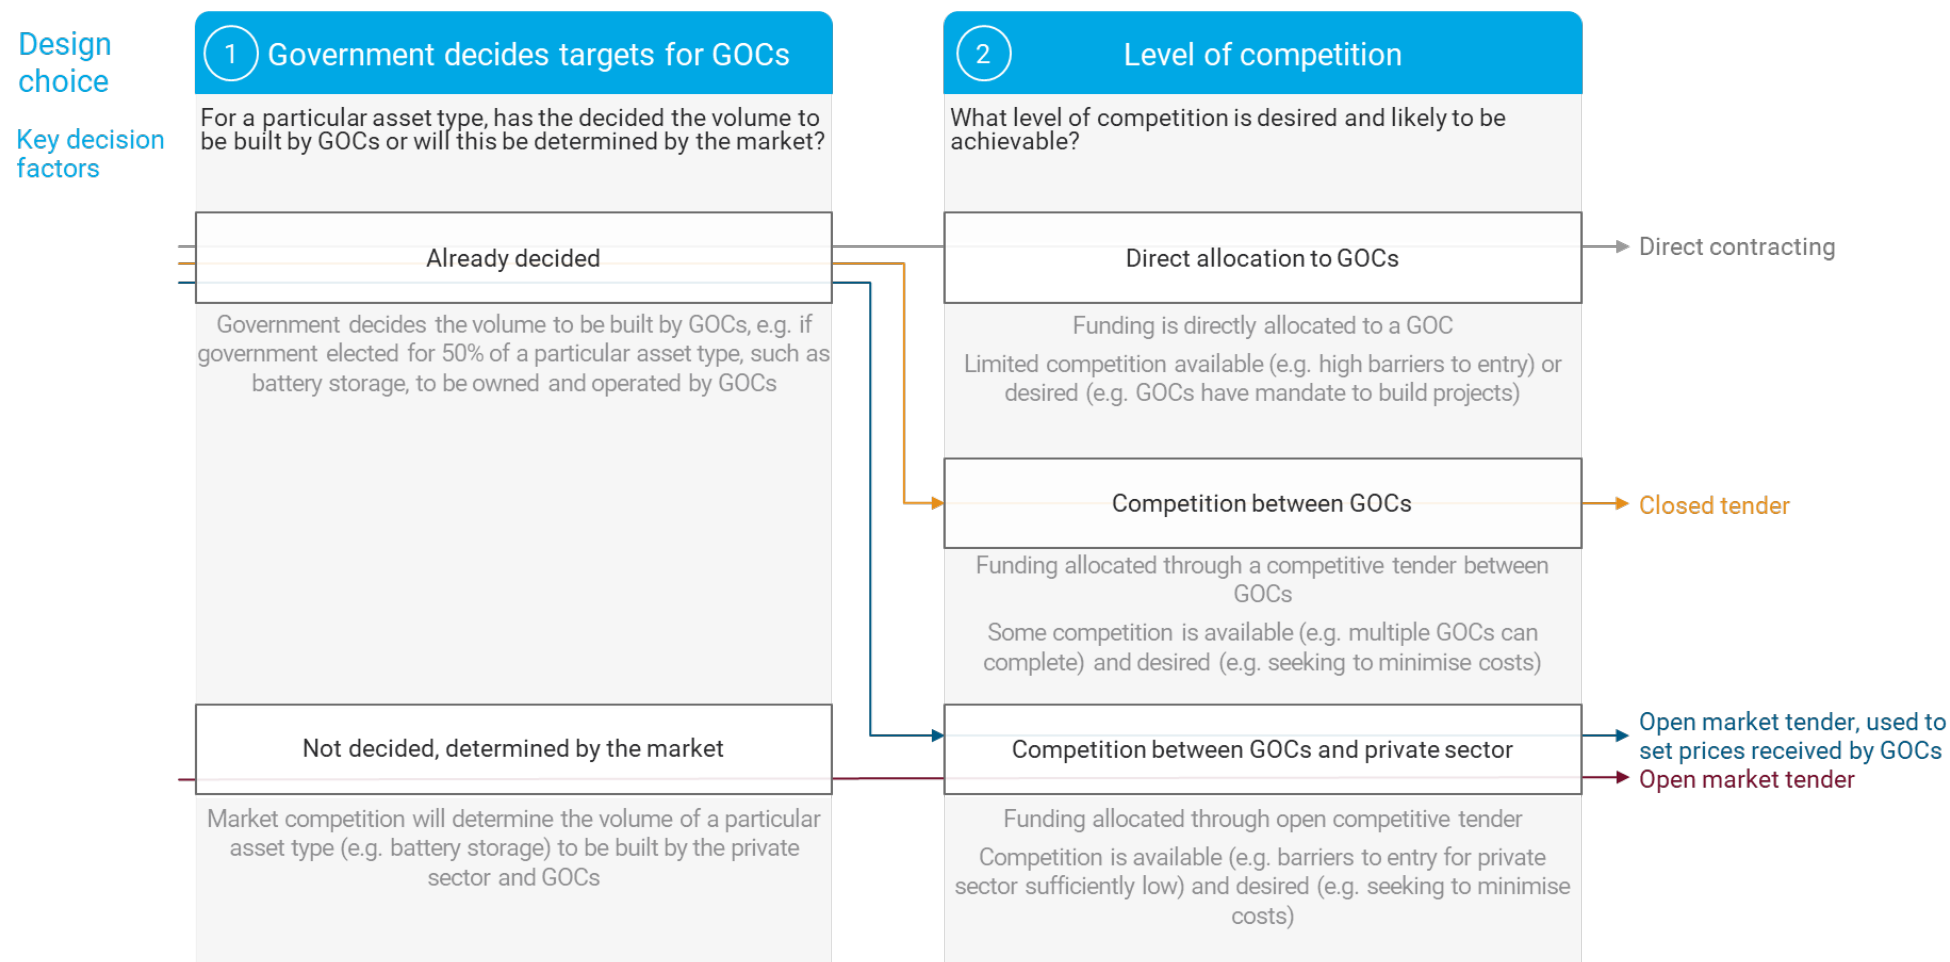 Design
choice
Key decision
factors
1
Government decides targets for GOCs
For a particular asset type, has the decided the volume to
be built by GOCs or will this be determined by the market?
Already decided
Government decides the volume to be built by GOCs, e.g. if
government elected for 50% of a particular asset type, such as
battery storage, to be owned and operated by GOCs
Not decided, determined by the market
Market competition will determine the volume of a particular
asset type (e.g. battery storage) to be built by the private
sector and GOCs
2
Level of competition
What level of competition is desired and likely to be
achievable?
Direct allocation to GOCs
Funding is directly allocated to a GOC
Limited competition available (e.g. high barriers to entry) or
desired (e.g. GOCs have mandate to build projects)
Competition between GOCs
Funding allocated through a competitive tender between
GOCs
Some competition is available (e.g. multiple GOCs can
complete) and desired (e.g. seeking to minimise costs)
Competition between GOCs and private sector
Funding allocated through open competitive tender
Competition is available (e.g. barriers to entry for private
sector sufficiently low) and desired (e.g. seeking to minimise
costs)
Direct contracting
Closed tender
Open market tender, used to
set prices received by GOCs
Open market tender